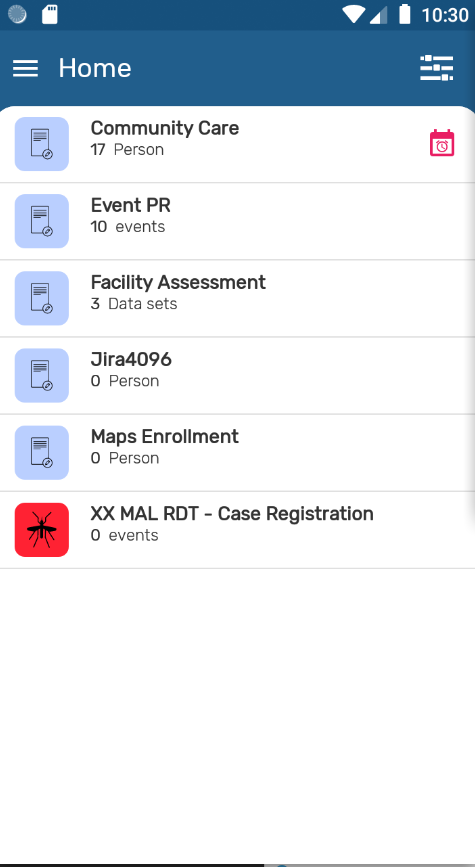 10:30
Home
Community Care
17 Person
Event PR
10 events
Facility Assessment
3 Data sets
Jira4096
0 Person
Maps Enrollment
0 Person
XX MAL RDT - Case Registration
0 events